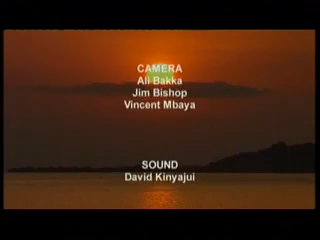 CAMERA
Ali Bakka
Jim Bishop
Vincent Mbaya
SOUND
David Kinyajui